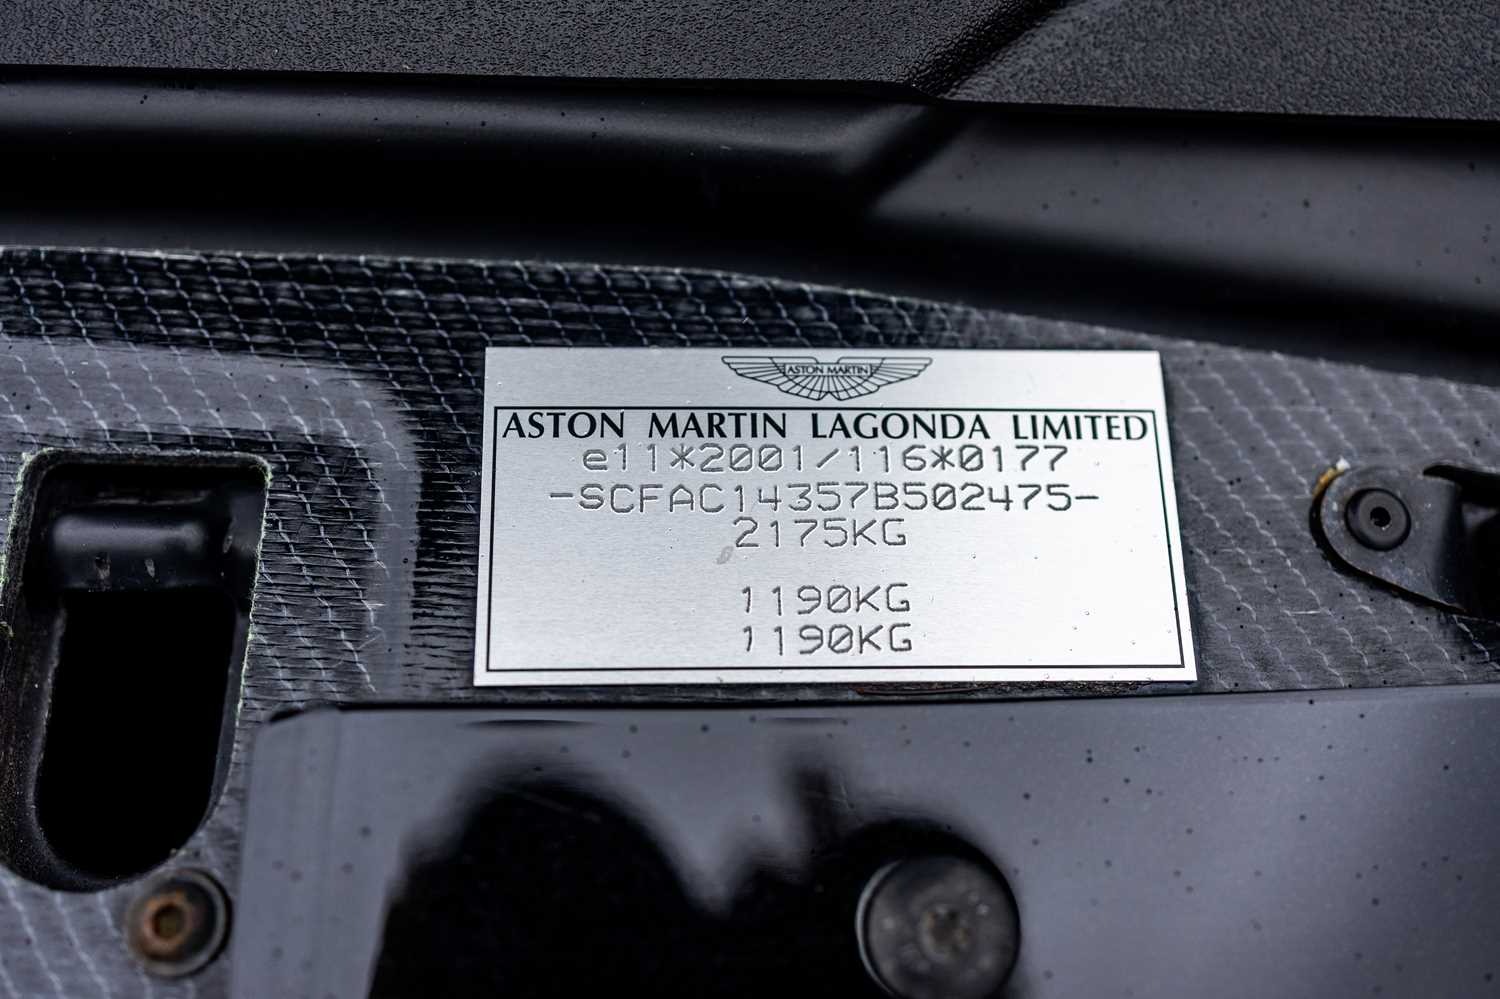 ASTON MARTIN
ASTON MARTIN LAGONDA LIMITED
e11*2001/116*0177
-SCFAC14357B502475-
2175KG
1190KG
1190KG